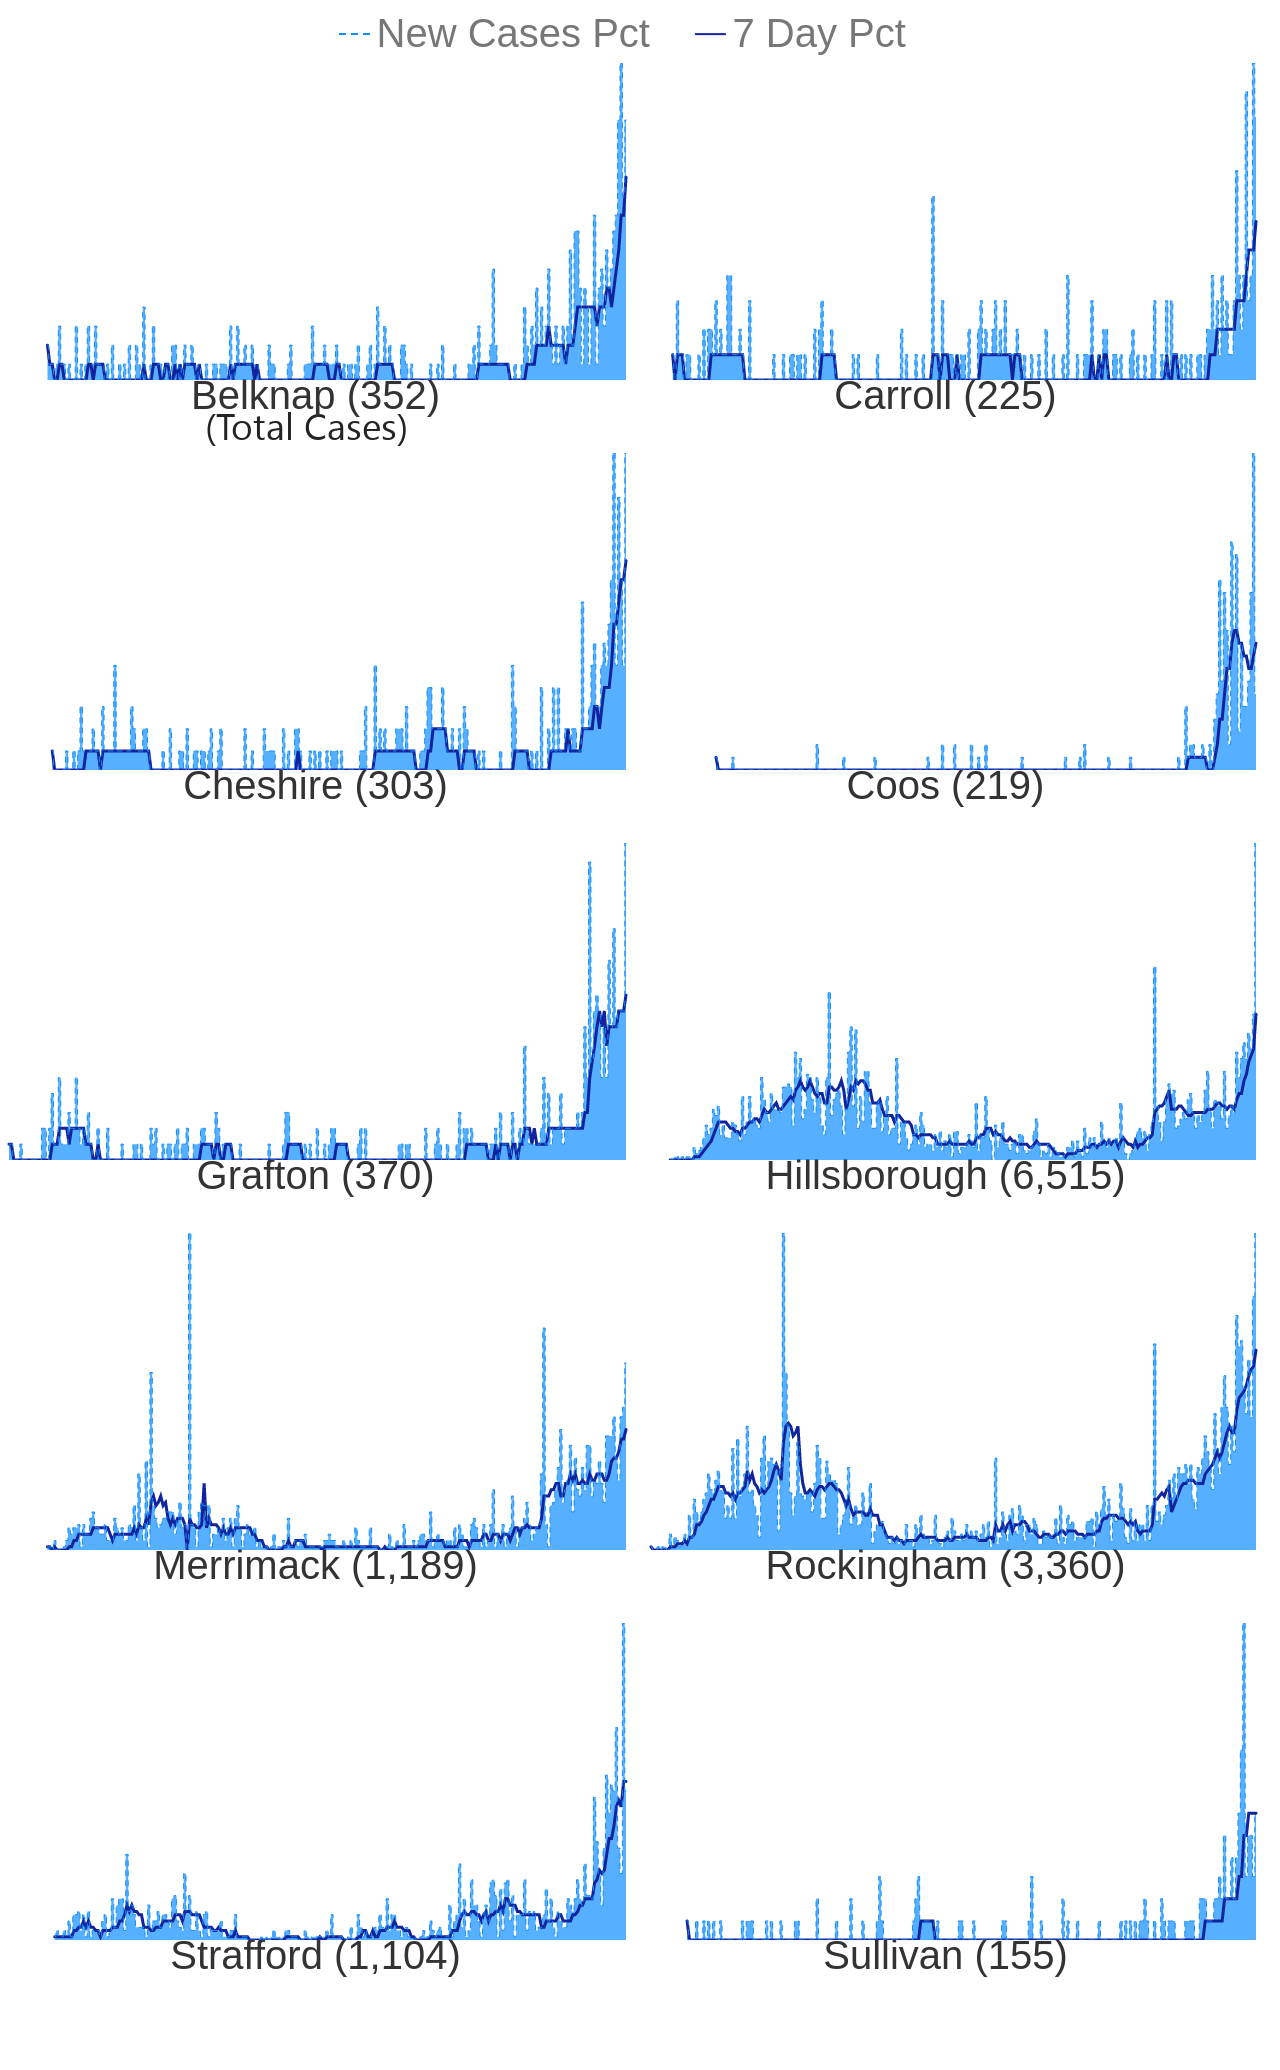 New Cases Pct 7 Day Pct
Belknap (352) Carroll (225)
(Total Cases)
Cheshire (303) Coos (219)
Grafton (370) Hillsborough (6,515)
Merrimack (1,189) Rockingham (3,360)
Strafford (1,104) Sullivan (155)